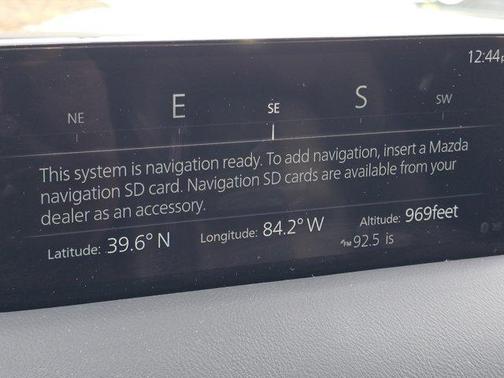 12:44
NE E SE S SW
This system is navigation ready. To add navigation, insert a Mazda
navigation SD card. Navigation SD cards are available from your
dealer as an accessory.
Latitude: 39.6° N Longitude: 84.2° W Altitude: 969feet
FM 92.5 is